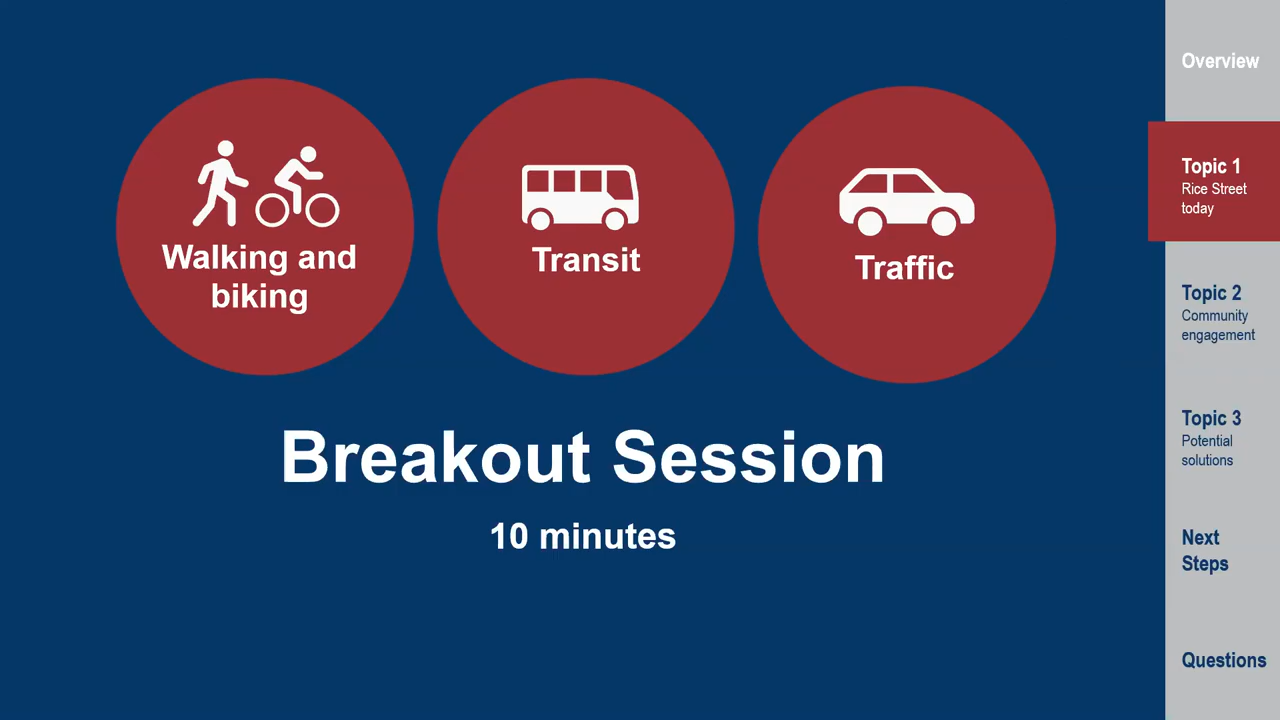 Walking and
biking
Transit
Traffic
Breakout Session
10 minutes
Overview
Topic 1
Rice Street
today
Topic 2
Community
engagement
Topic 3
Potential
solutions
Next
Steps
Questions